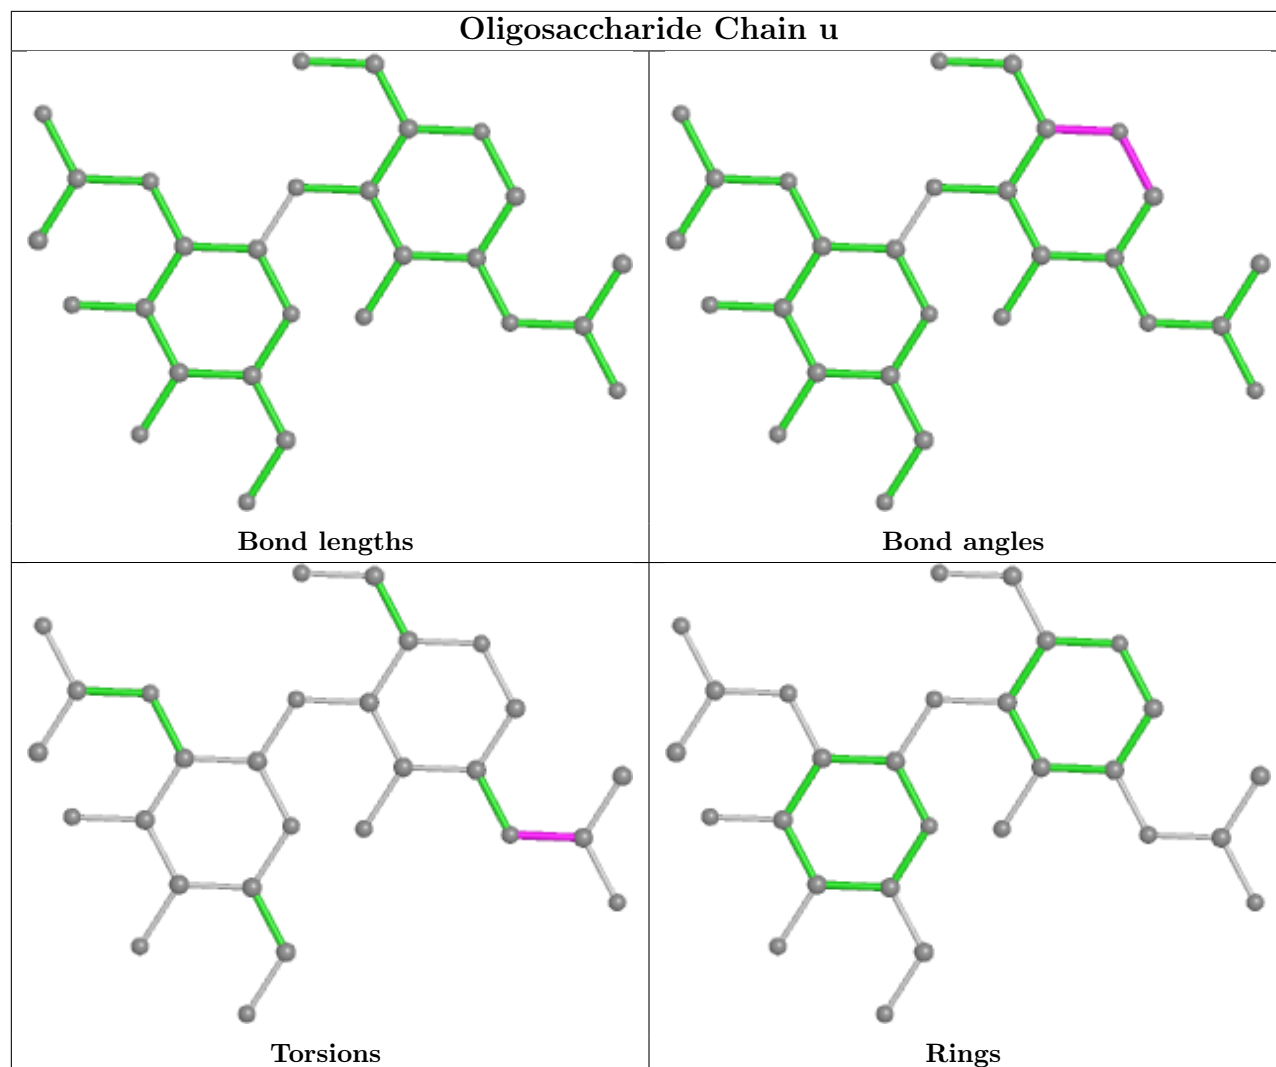 Oligosaccharide Chain u
Bond lengths
Bond angles
Torsions
Rings